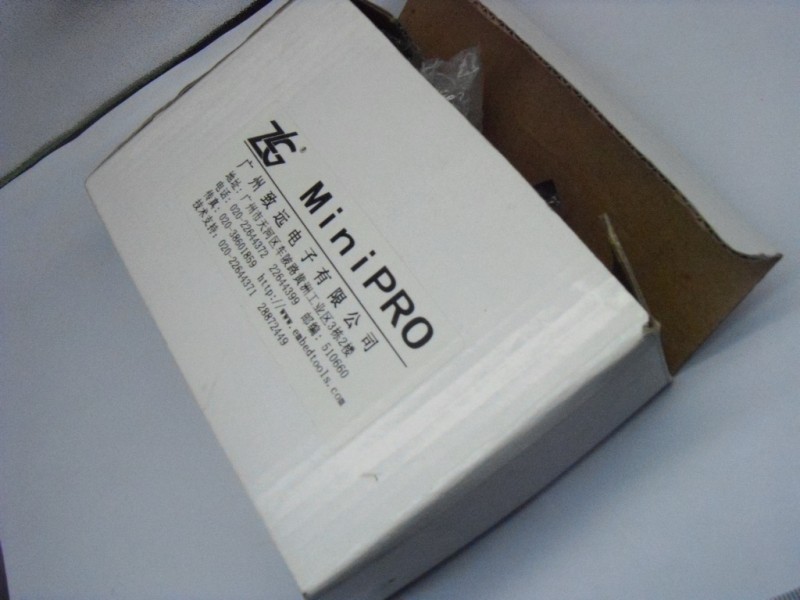 ZLG® MiniPRO
广州致远电子有限公司
地址：广州市天河区车陂路黄洲工业区3栋2楼
电话：020-22644372 22644399 邮编：510660
传真：020-38601859 http://www.embedtools.com
技术支持：020-22644371 28872449